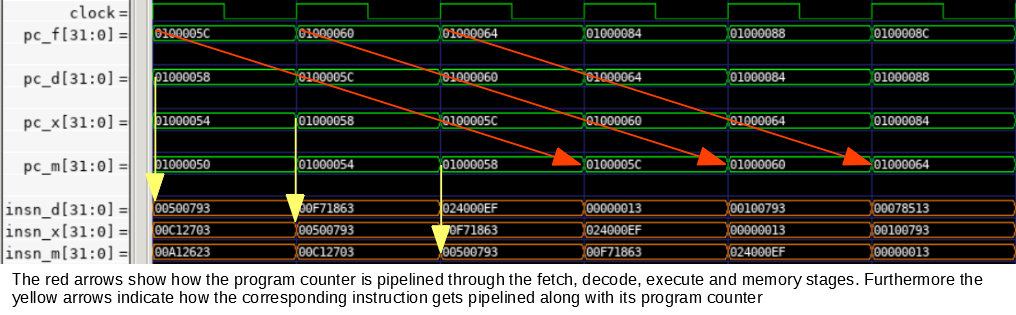 clock=
pc_f[31:0]= 0100005C 01000060 01000064 01000084 01000088 0100008C
pc_d[31:0]= 01000058 0100005C 01000060 01000064 01000084 01000088
pc_x[31:0]= 01000054 01000058 0100005C 01000060 01000064 01000084
pc_m[31:0]= 01000050 01000054 01000058 0100005C 01000060 01000064
insn_d[31:0]= 00500793 00F71863 024000EF 00000013 00100793 00078513
insn_x[31:0]= 00C12703 00500793 00F71863 024000EF 00000013 00100793
insn_m[31:0]= 00A12623 00C12703 00500793 00F71863 024000EF 00000013
The red arrows show how the program counter is pipelined through the fetch, decode, execute and memory stages. Furthermore the
yellow arrows indicate how the corresponding instruction gets pipelined along with its program counter